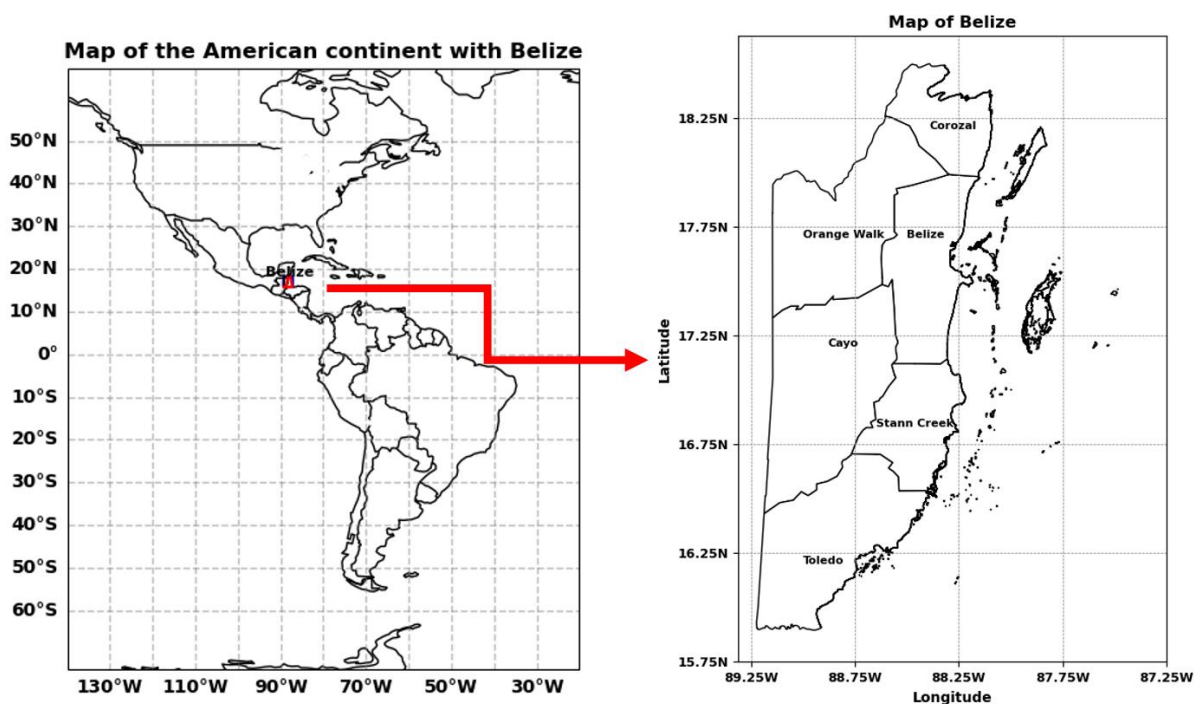 Map of the American continent with Belize
50°N
40°N
30°N
20°N
10°N
0°
10°S
20°S
30°S
40°S
50°S
60°S
130°W 110°W 90°W 70°W 50°W 30°W
Belize
Map of Belize
18.25N
17.75N
17.25N
16.75N
16.25N
15.75N
Latitude
Corozal
Orange Walk
Belize
Cayo
Stann Creek
Toledo
89.25W 88.75W 88.25W 87.75W 87.25W
Longitude